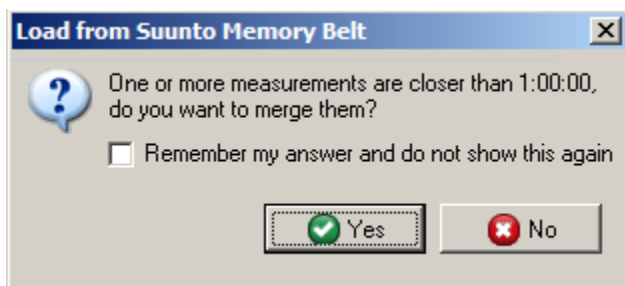 Load from Suunto Memory Belt
One or more measurements are closer than 1:00:00,
do you want to merge them?
Remember my answer and do not show this again
Yes No